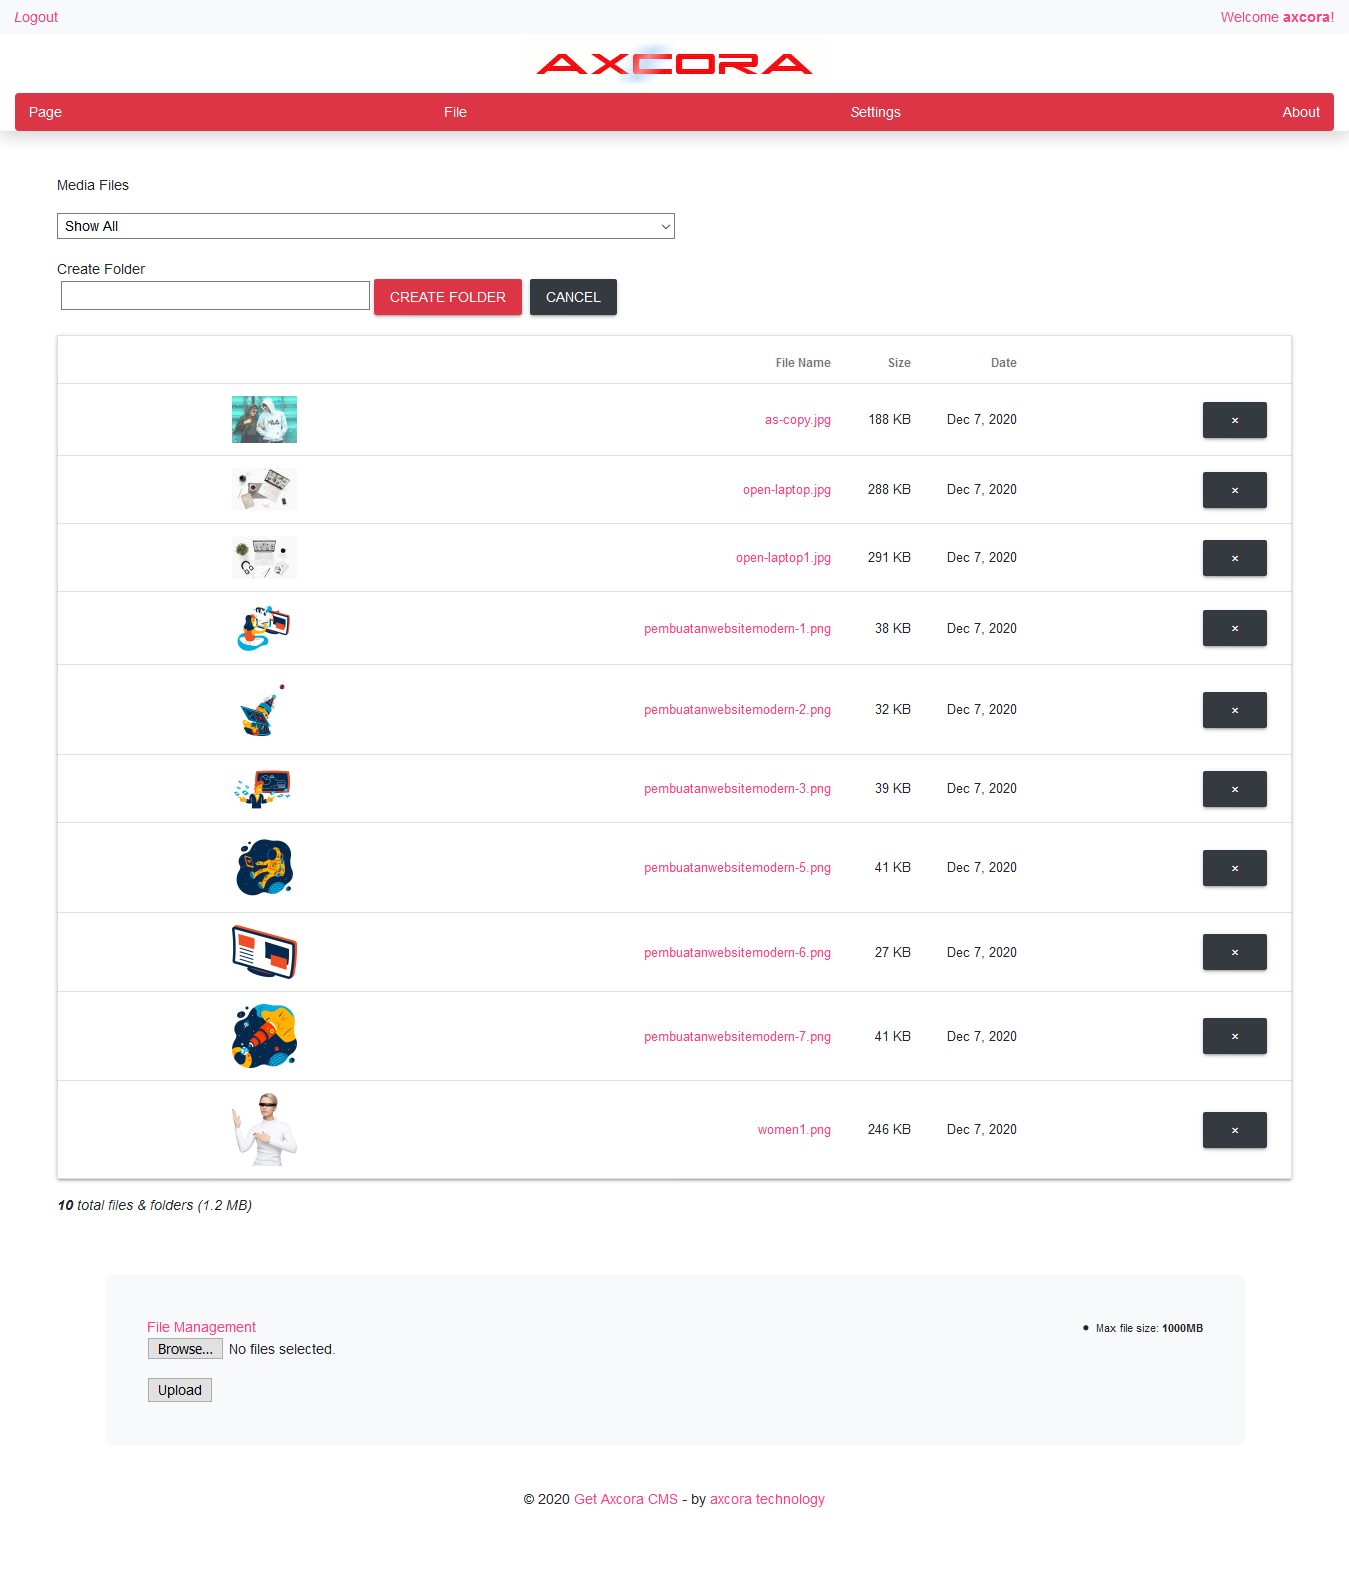 Logout Welcome axcora!
AXCORA
Page File Settings About
Media Files
Show All
Create Folder
CREATE FOLDER CANCEL
File Name Size Date
as-copy.jpg 188 KB Dec 7, 2020 ×
open-laptop.jpg 288 KB Dec 7, 2020 ×
open-laptop1.jpg 291 KB Dec 7, 2020 ×
pembuatanwebsitemodern-1.png 38 KB Dec 7, 2020 ×
pembuatanwebsitemodern-2.png 32 KB Dec 7, 2020 ×
pembuatanwebsitemodern-3.png 39 KB Dec 7, 2020 ×
pembuatanwebsitemodern-5.png 41 KB Dec 7, 2020 ×
pembuatanwebsitemodern-6.png 27 KB Dec 7, 2020 ×
pembuatanwebsitemodern-7.png 41 KB Dec 7, 2020 ×
women1.png 246 KB Dec 7, 2020 ×
10 total files & folders (1.2 MB)
File Management • Max file size: 1000MB
Browse... No files selected.
Upload
© 2020 Get Axcora CMS - by axcora technology